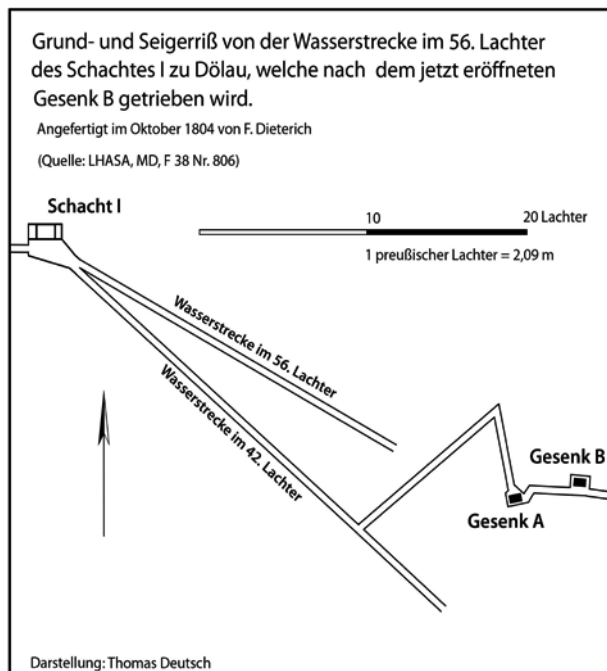 Grund- und Seigerriß von der Wasserstrecke im 56. Lachter
des Schachtes I zu Dölau, welche nach dem jetzt eröffneten
Gesenk B getrieben wird.
Angefertigt im Oktober 1804 von F. Dieterich
(Quelle: LHASA, MD, F 38 Nr. 806)
Schacht I
10
20 Lachter
1 preußischer Lachter = 2,09 m
Wasserstrecke im 56. Lachter
Wasserstrecke im 42. Lachter
Gesenk B
Gesenk A
Darstellung: Thomas Deutsch